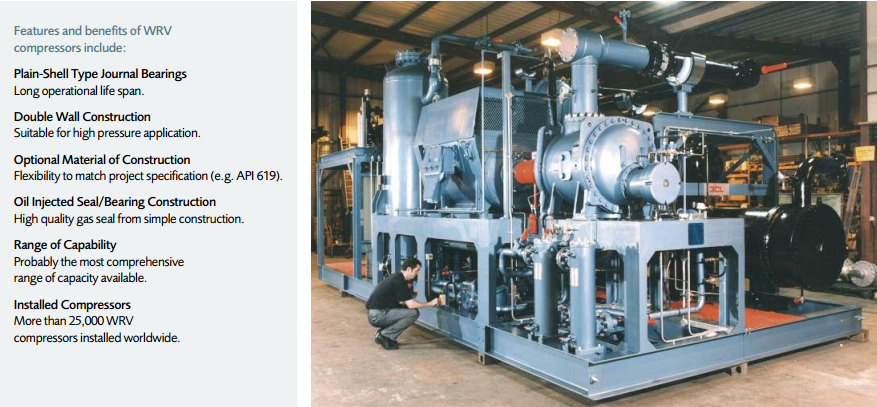 Features and benefits of WRV
compressors include:
Plain-Shell Type Journal Bearings
Long operational life span.
Double Wall Construction
Suitable for high pressure application.
Optional Material of Construction
Flexibility to match project specification (e.g. API 619).
Oil Injected Seal/Bearing Construction
High quality gas seal from simple construction.
Range of Capability
Probably the most comprehensive
range of capacity available.
Installed Compressors
More than 25,000 WRV
compressors installed worldwide.